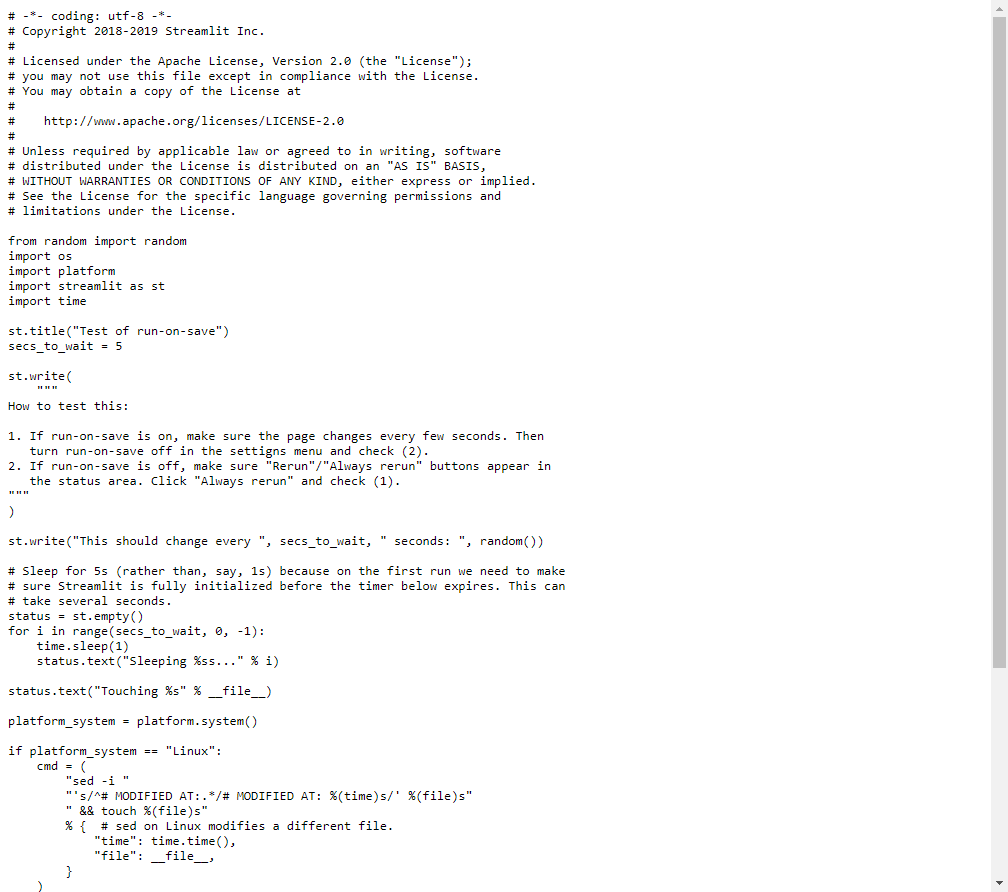 # -*- coding: utf-8 -*-
# Copyright 2018-2019 Streamlit Inc.
#
# Licensed under the Apache License, Version 2.0 (the "License");
# you may not use this file except in compliance with the License.
# You may obtain a copy of the License at
#
#    http://www.apache.org/licenses/LICENSE-2.0
#
# Unless required by applicable law or agreed to in writing, software
# distributed under the License is distributed on an "AS IS" BASIS,
# WITHOUT WARRANTIES OR CONDITIONS OF ANY KIND, either express or implied.
# See the License for the specific language governing permissions and
# limitations under the License.

from random import random
import os
import platform
import streamlit as st
import time

st.title("Test of run-on-save")
secs_to_wait = 5

st.write(
    """
How to test this:

1. If run-on-save is on, make sure the page changes every few seconds. Then
   turn run-on-save off in the settigns menu and check (2).
2. If run-on-save is off, make sure "Rerun"/"Always rerun" buttons appear in
   the status area. Click "Always rerun" and check (1).
"""
)

st.write("This should change every ", secs_to_wait, " seconds: ", random())

# Sleep for 5s (rather than, say, 1s) because on the first run we need to make
# sure Streamlit is fully initialized before the timer below expires. This can
# take several seconds.
status = st.empty()
for i in range(secs_to_wait, 0, -1):
    time.sleep(1)
    status.text("Sleeping %ss..." % i)

status.text("Touching %s" % __file__)

platform_system = platform.system()

if platform_system == "Linux":
    cmd = (
        "sed -i "
        "'s/^# MODIFIED AT:.*/# MODIFIED AT: %(time)s/' %(file)s"
        " && touch %(file)s"
        % {  # sed on Linux modifies a different file.
            "time": time.time(),
            "file": __file__,
        }
    )